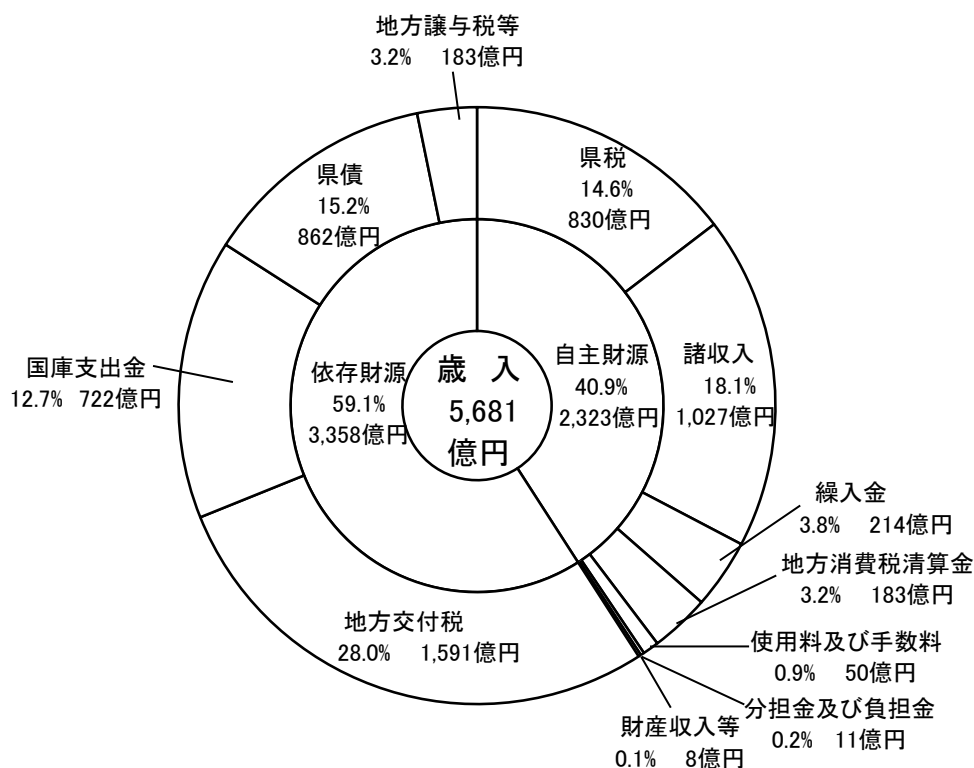 地方譲与税等
3.2% 183億円
県税
14.6%
830億円
県債
15.2%
862億円
諸収入
18.1%
1,027億円
自主財源
40.9%
2,323億円
歳 入
5,681
億円
依存財源
59.1%
3,358億円
国庫支出金
12.7% 722億円
繰入金
3.8% 214億円
地方消費税清算金
3.2% 183億円
使用料及び手数料
0.9% 50億円
分担金及び負担金
0.2% 11億円
財産収入等
0.1% 8億円
地方交付税
28.0% 1,591億円